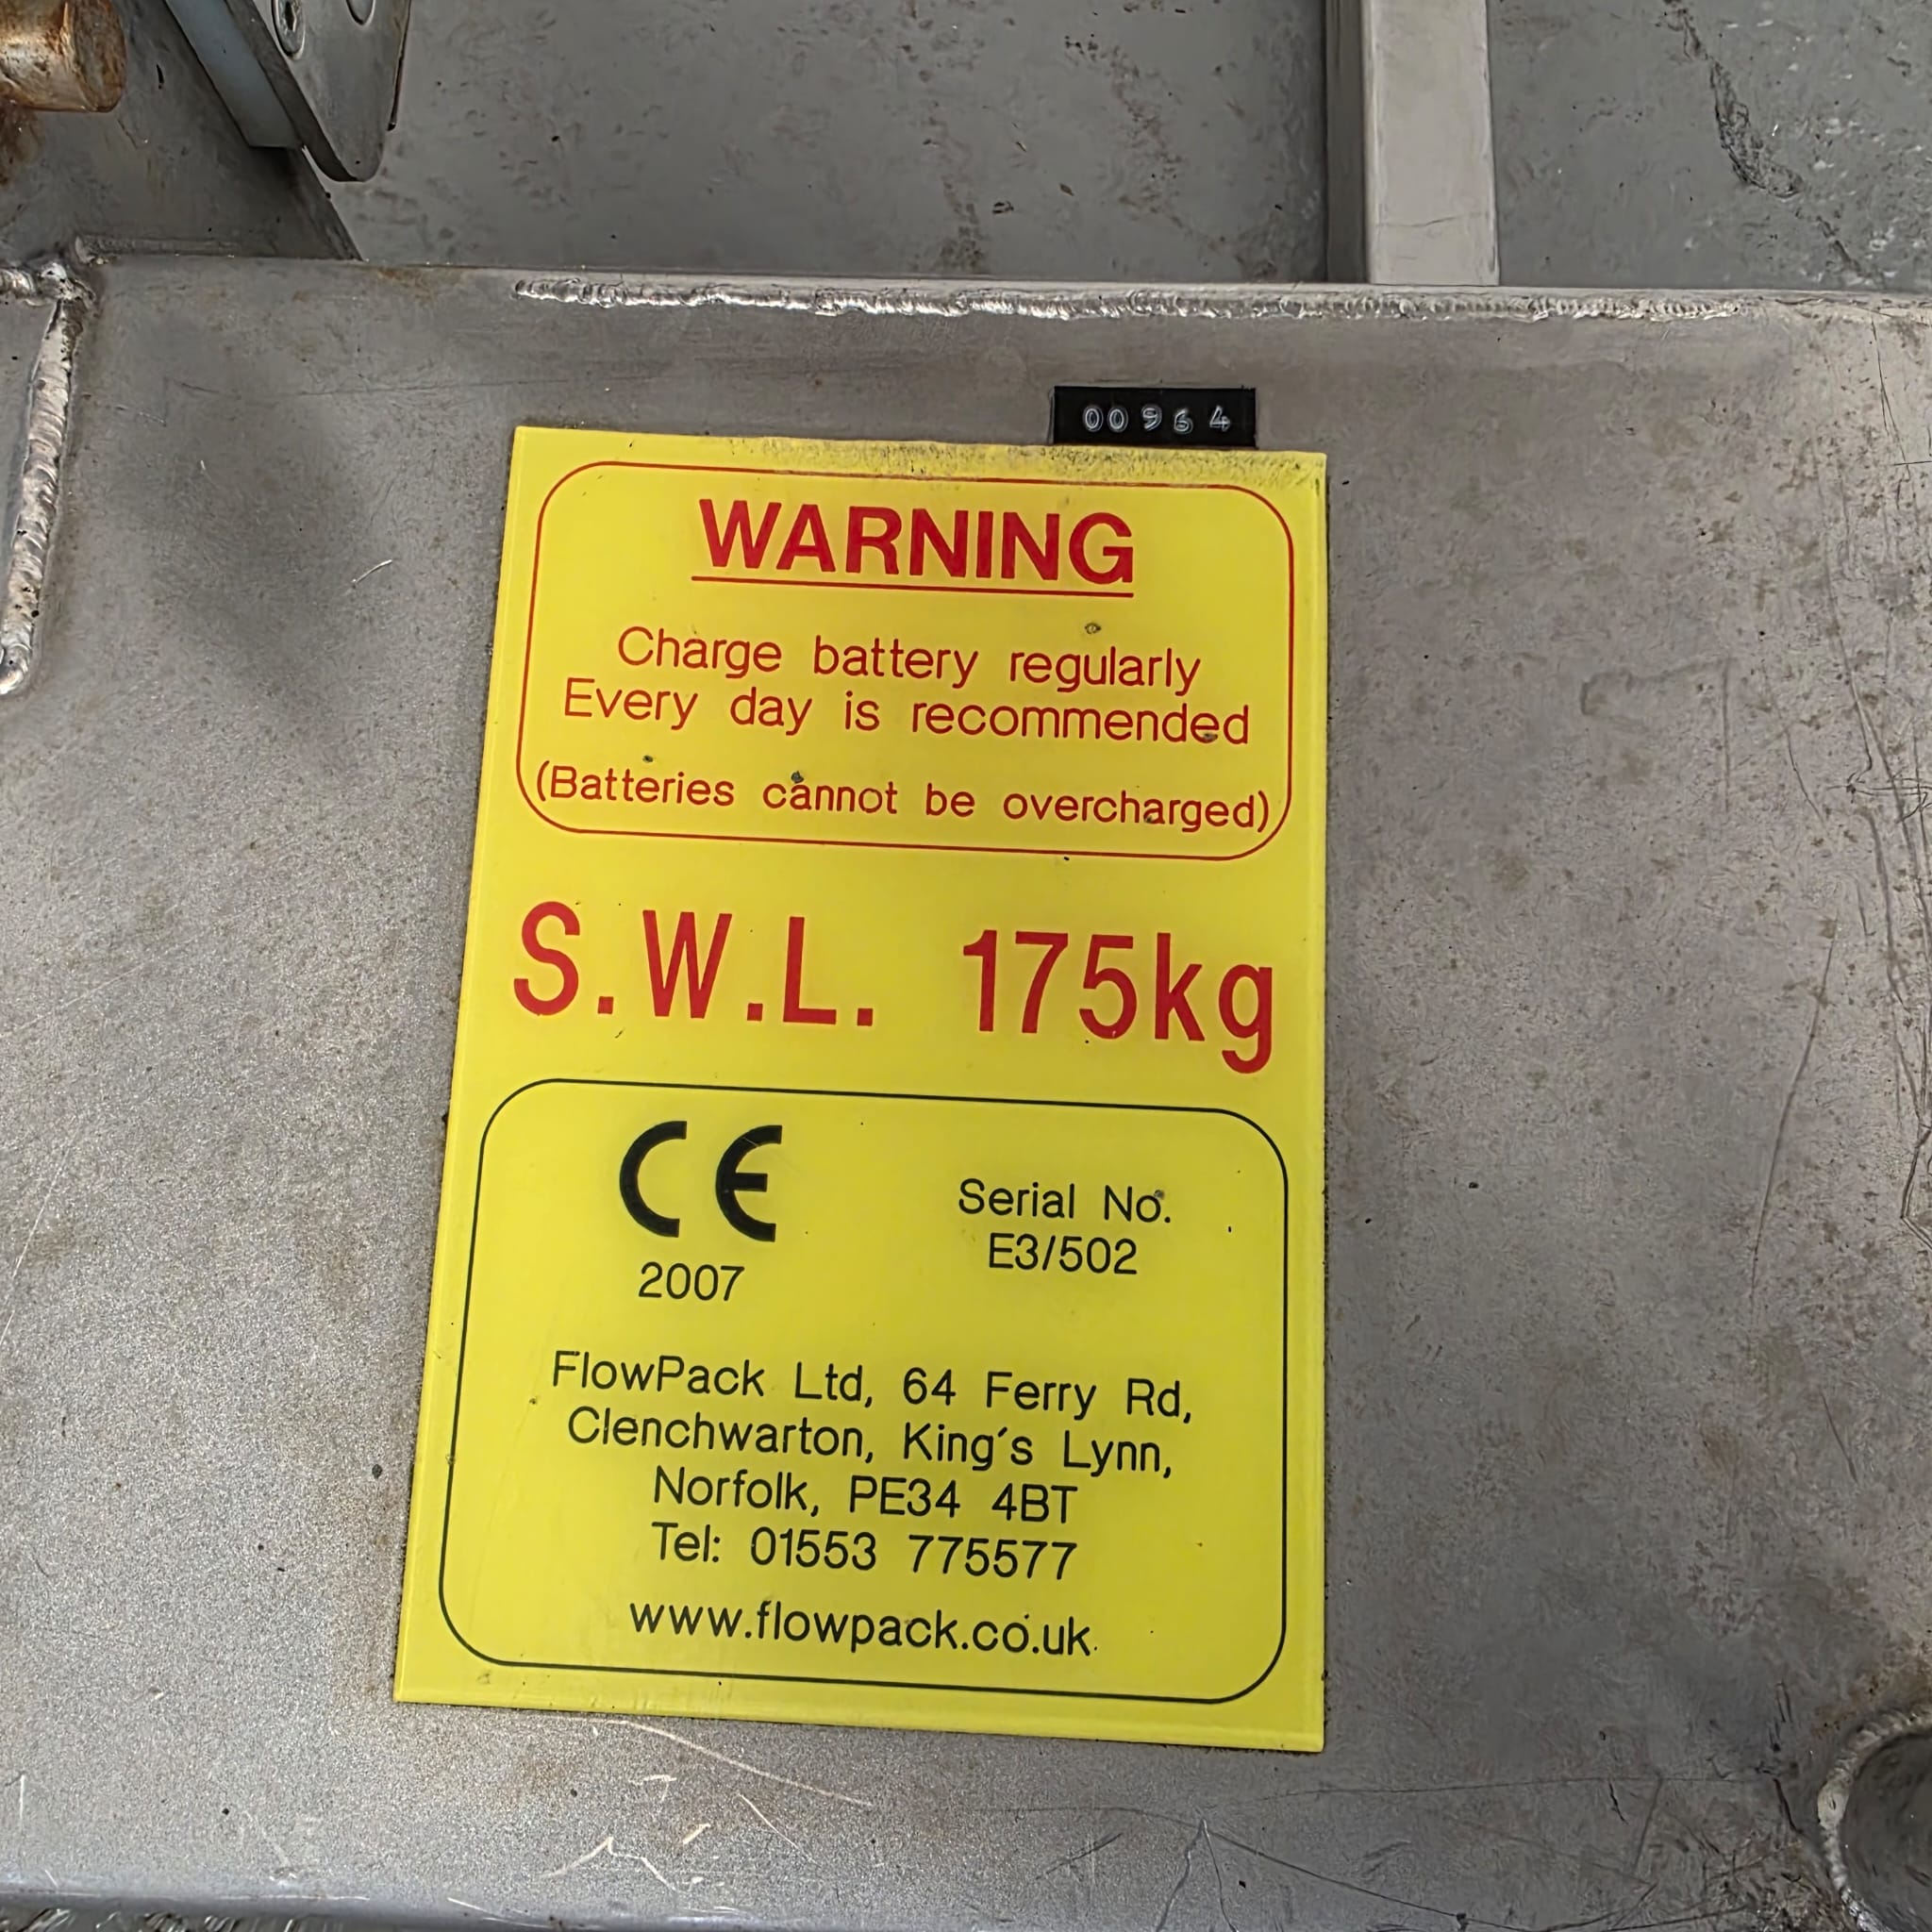 00964
WARNING
Charge battery regularly
Every day is recommended
(Batteries cannot be overcharged)
S.W.L. 175kg
CE
2007
Serial No.
E3/502
FlowPack Ltd, 64 Ferry Rd,
Clenchwarton, King's Lynn,
Norfolk, PE34 4BT
Tel: 01553 775577
www.flowpack.co.uk